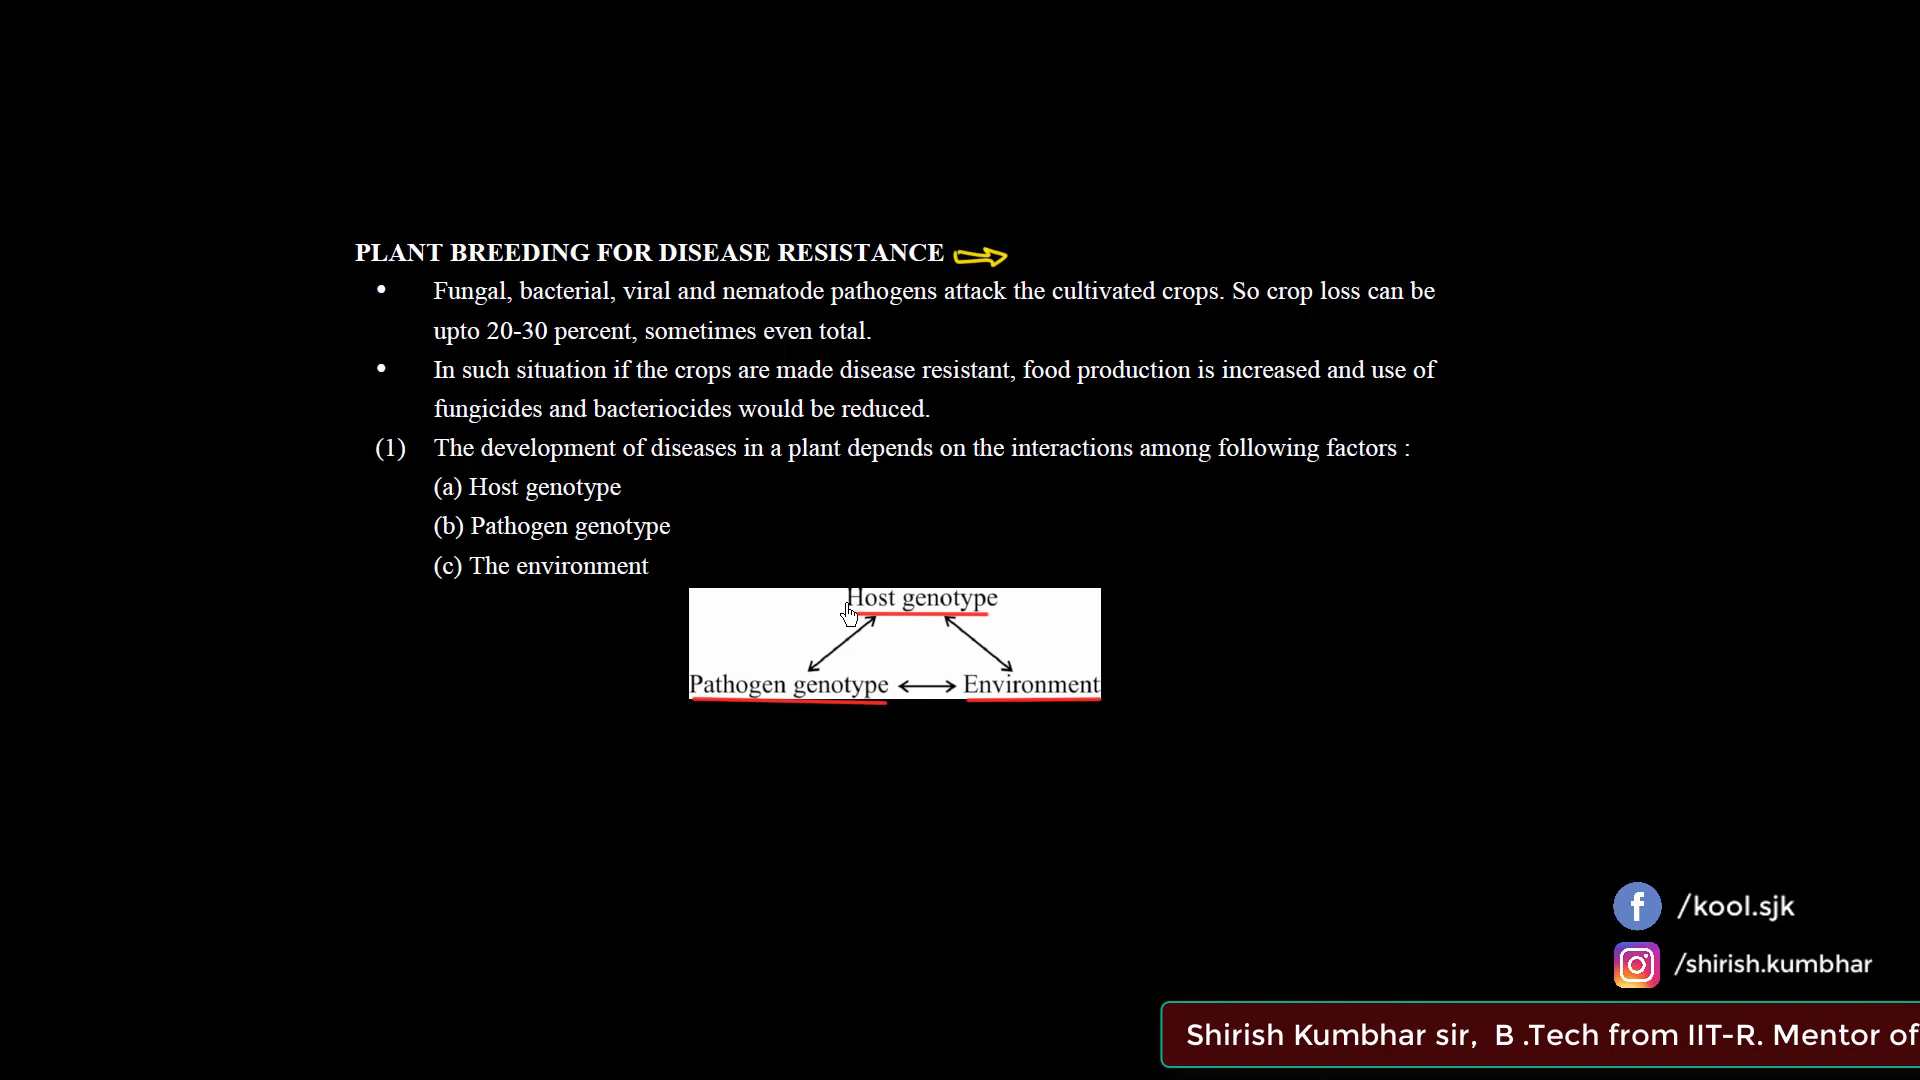 PLANT BREEDING FOR DISEASE RESISTANCE
• Fungal, bacterial, viral and nematode pathogens attack the cultivated crops. So crop loss can be
upto 20-30 percent, sometimes even total.
• In such situation if the crops are made disease resistant, food production is increased and use of
fungicides and bacteriocides would be reduced.
(1) The development of diseases in a plant depends on the interactions among following factors :
(a) Host genotype
(b) Pathogen genotype
(c) The environment
Host genotype
Pathogen genotype Environment
/kool.sjk
/shirish.kumbhar
Shirish Kumbhar sir, B .Tech from IIT-R. Mentor of